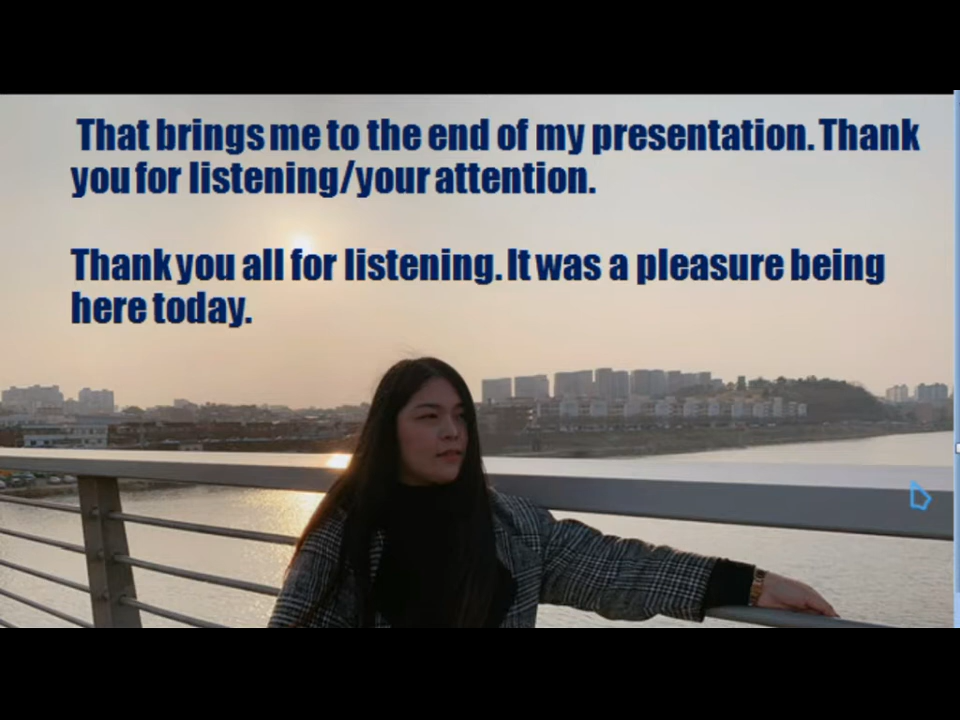 That brings me to the end of my presentation. Thank
you for listening/your attention.
Thank you all for listening. It was a pleasure being
here today.